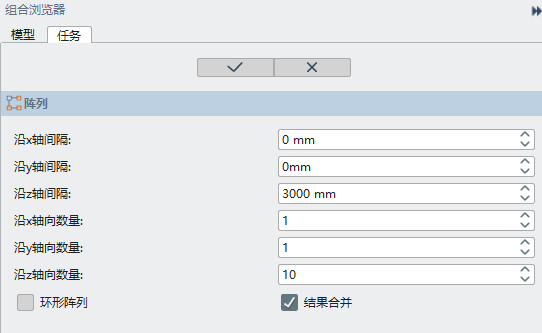 组合浏览器
模型 任务
阵列
沿x轴间隔: 0 mm
沿y轴间隔: 0mm
沿z轴间隔: 3000 mm
沿x轴向数量: 1
沿y轴向数量: 1
沿z轴向数量: 10
环形阵列 结果合并